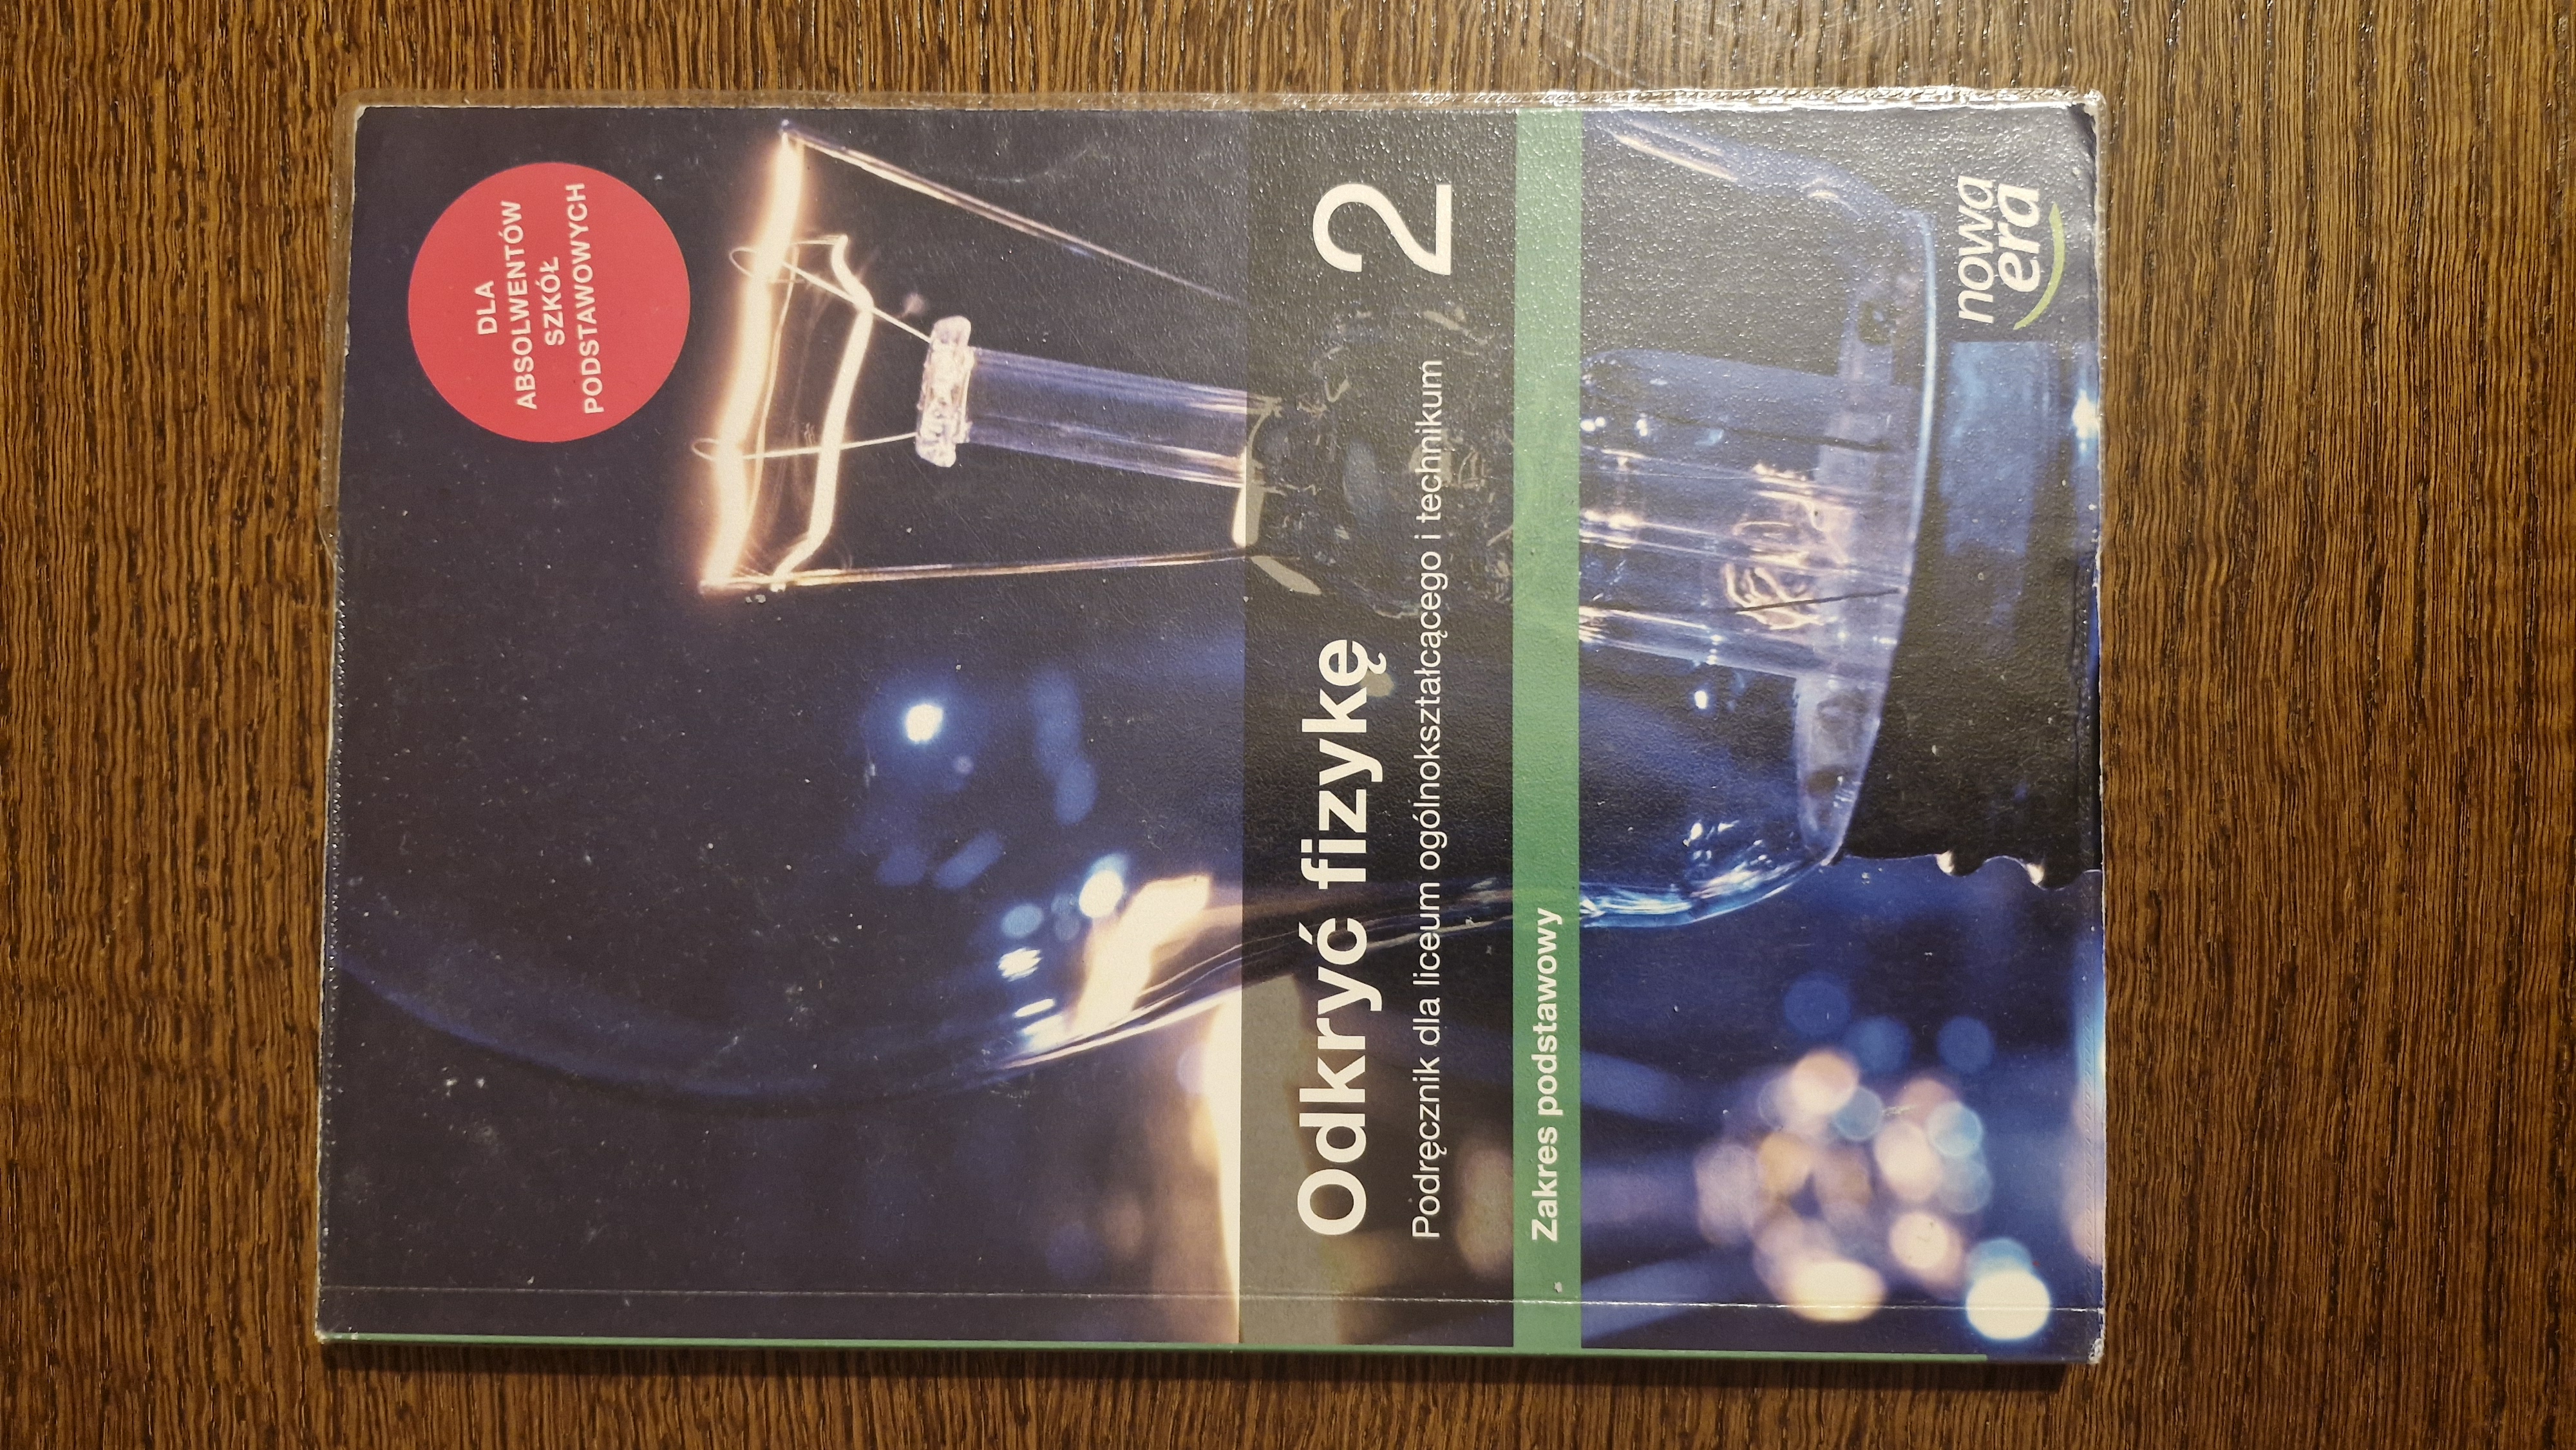 DLA
ABSOLWENTÓW
SZKÓŁ
PODSTAWOWYCH
Odkryć fizykę 2
Podręcznik dla liceum ogólnokształcącego i technikum
Zakres podstawowy
nowa
era